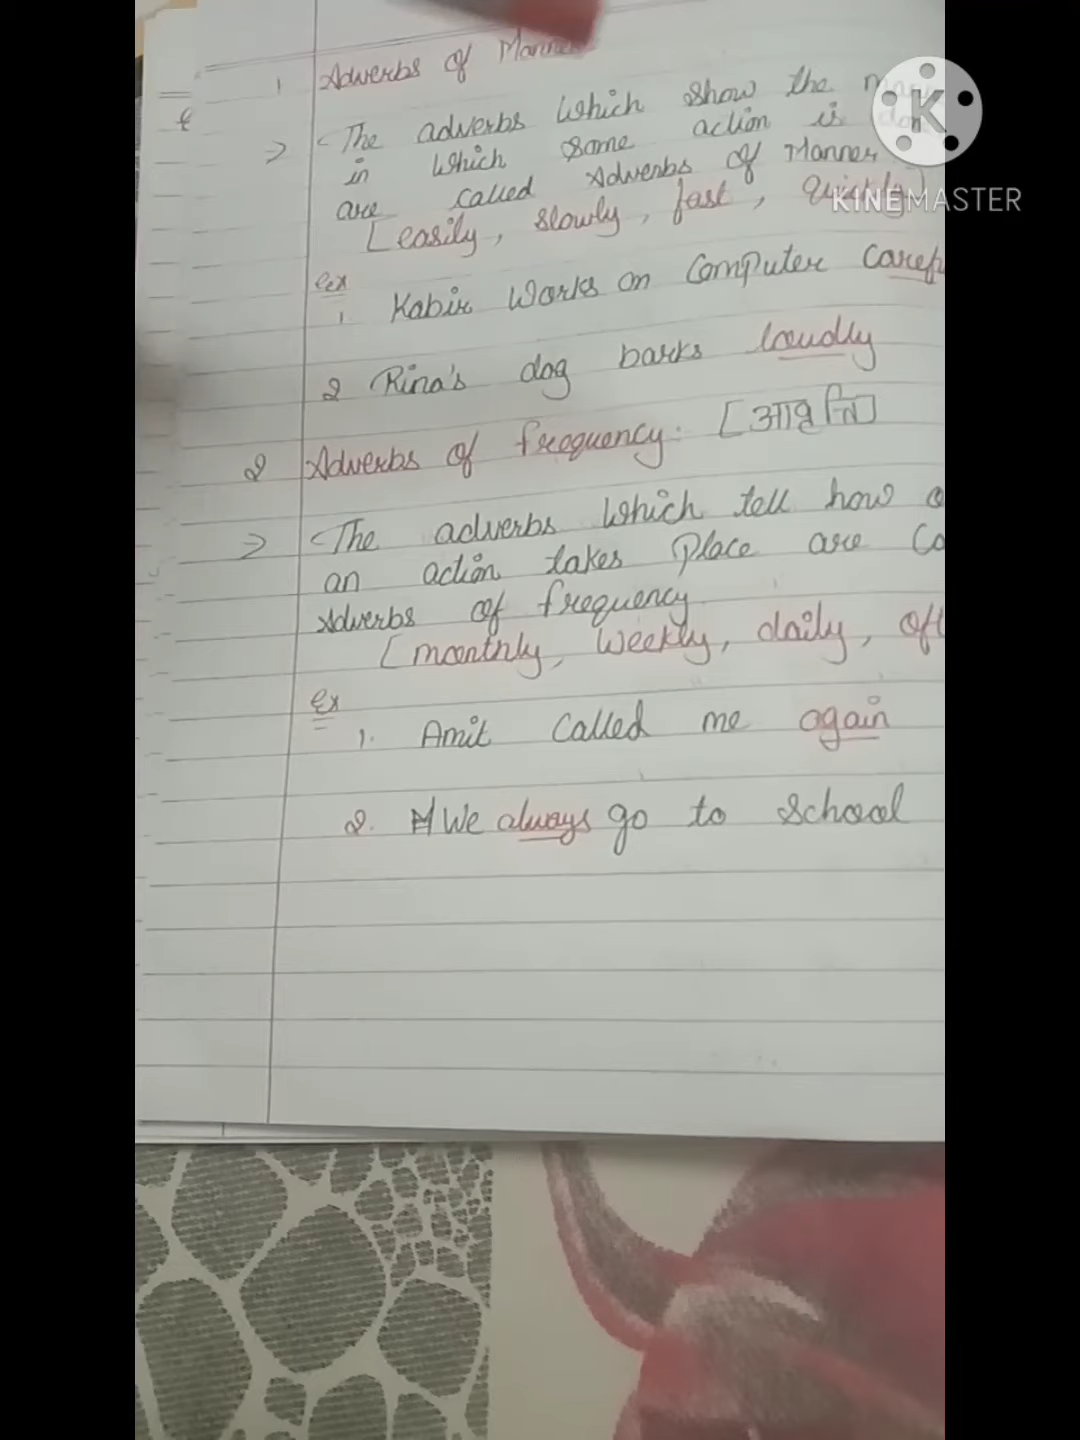 1 Adverbs of Manner
→ The adverbs which show the
in which some action is
are called Adverbs of Manner
[easily, slowly, fast, quickly]
Ex
1. Kabir works on Computer
2 Rina's dog barks loudly
2 Adverbs of frequency: [आवृत्ति]
→ The adverbs which tell how
an action takes place are
Adverbs of frequency
[monthly, weekly, daily,
Ex
1. Amit called me again
2. We always go to school
KINEMASTER